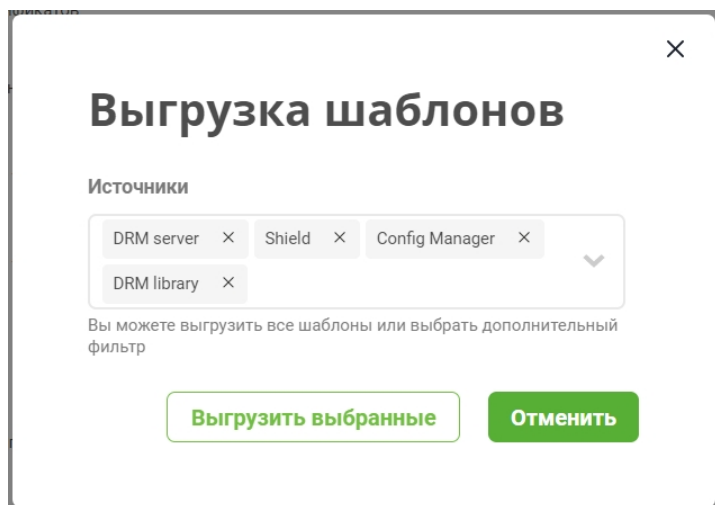 Выгрузка шаблонов
Источники
DRM server × Shield × Config Manager ×
DRM library ×
Вы можете выгрузить все шаблоны или выбрать дополнительный
фильтр
Выгрузить выбранные Отменить